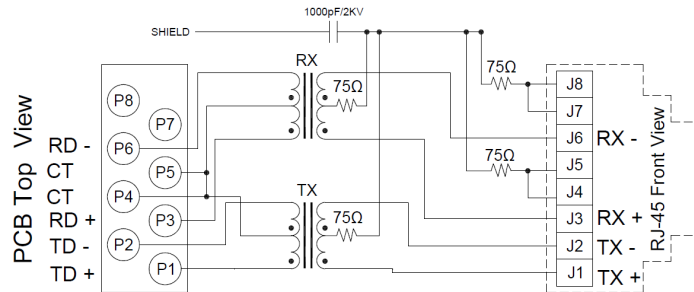 1000pF/2KV
SHIELD
RX
75Ω
75Ω
P8
J8
P7
J7
RD -
P6
J6
RX -
CT
P5
75Ω
J5
CT
P4
J4
RD +
P3
TX
75Ω
J3
RX +
TD -
P2
J2
TX -
TD +
P1
J1
TX +
PCB Top View
RJ-45 Front View